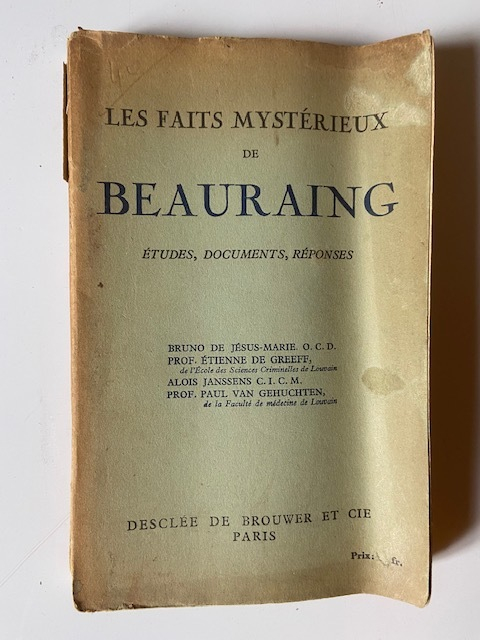 LES FAITS MYSTÉRIEUX
DE
BEAURAING
ÉTUDES, DOCUMENTS, RÉPONSES
BRUNO DE JÉSUS-MARIE. O. C. D.
PROF. ÉTIENNE DE GREEFF,
de l'École des Sciences Criminelles de Louvain
ALOIS JANSSENS C. I. C. M.
PROF. PAUL VAN GEHUCHTEN,
de la Faculté de médecine de Louvain
DESCLÉE DE BROUWER ET CIE
PARIS
Prix: fr.